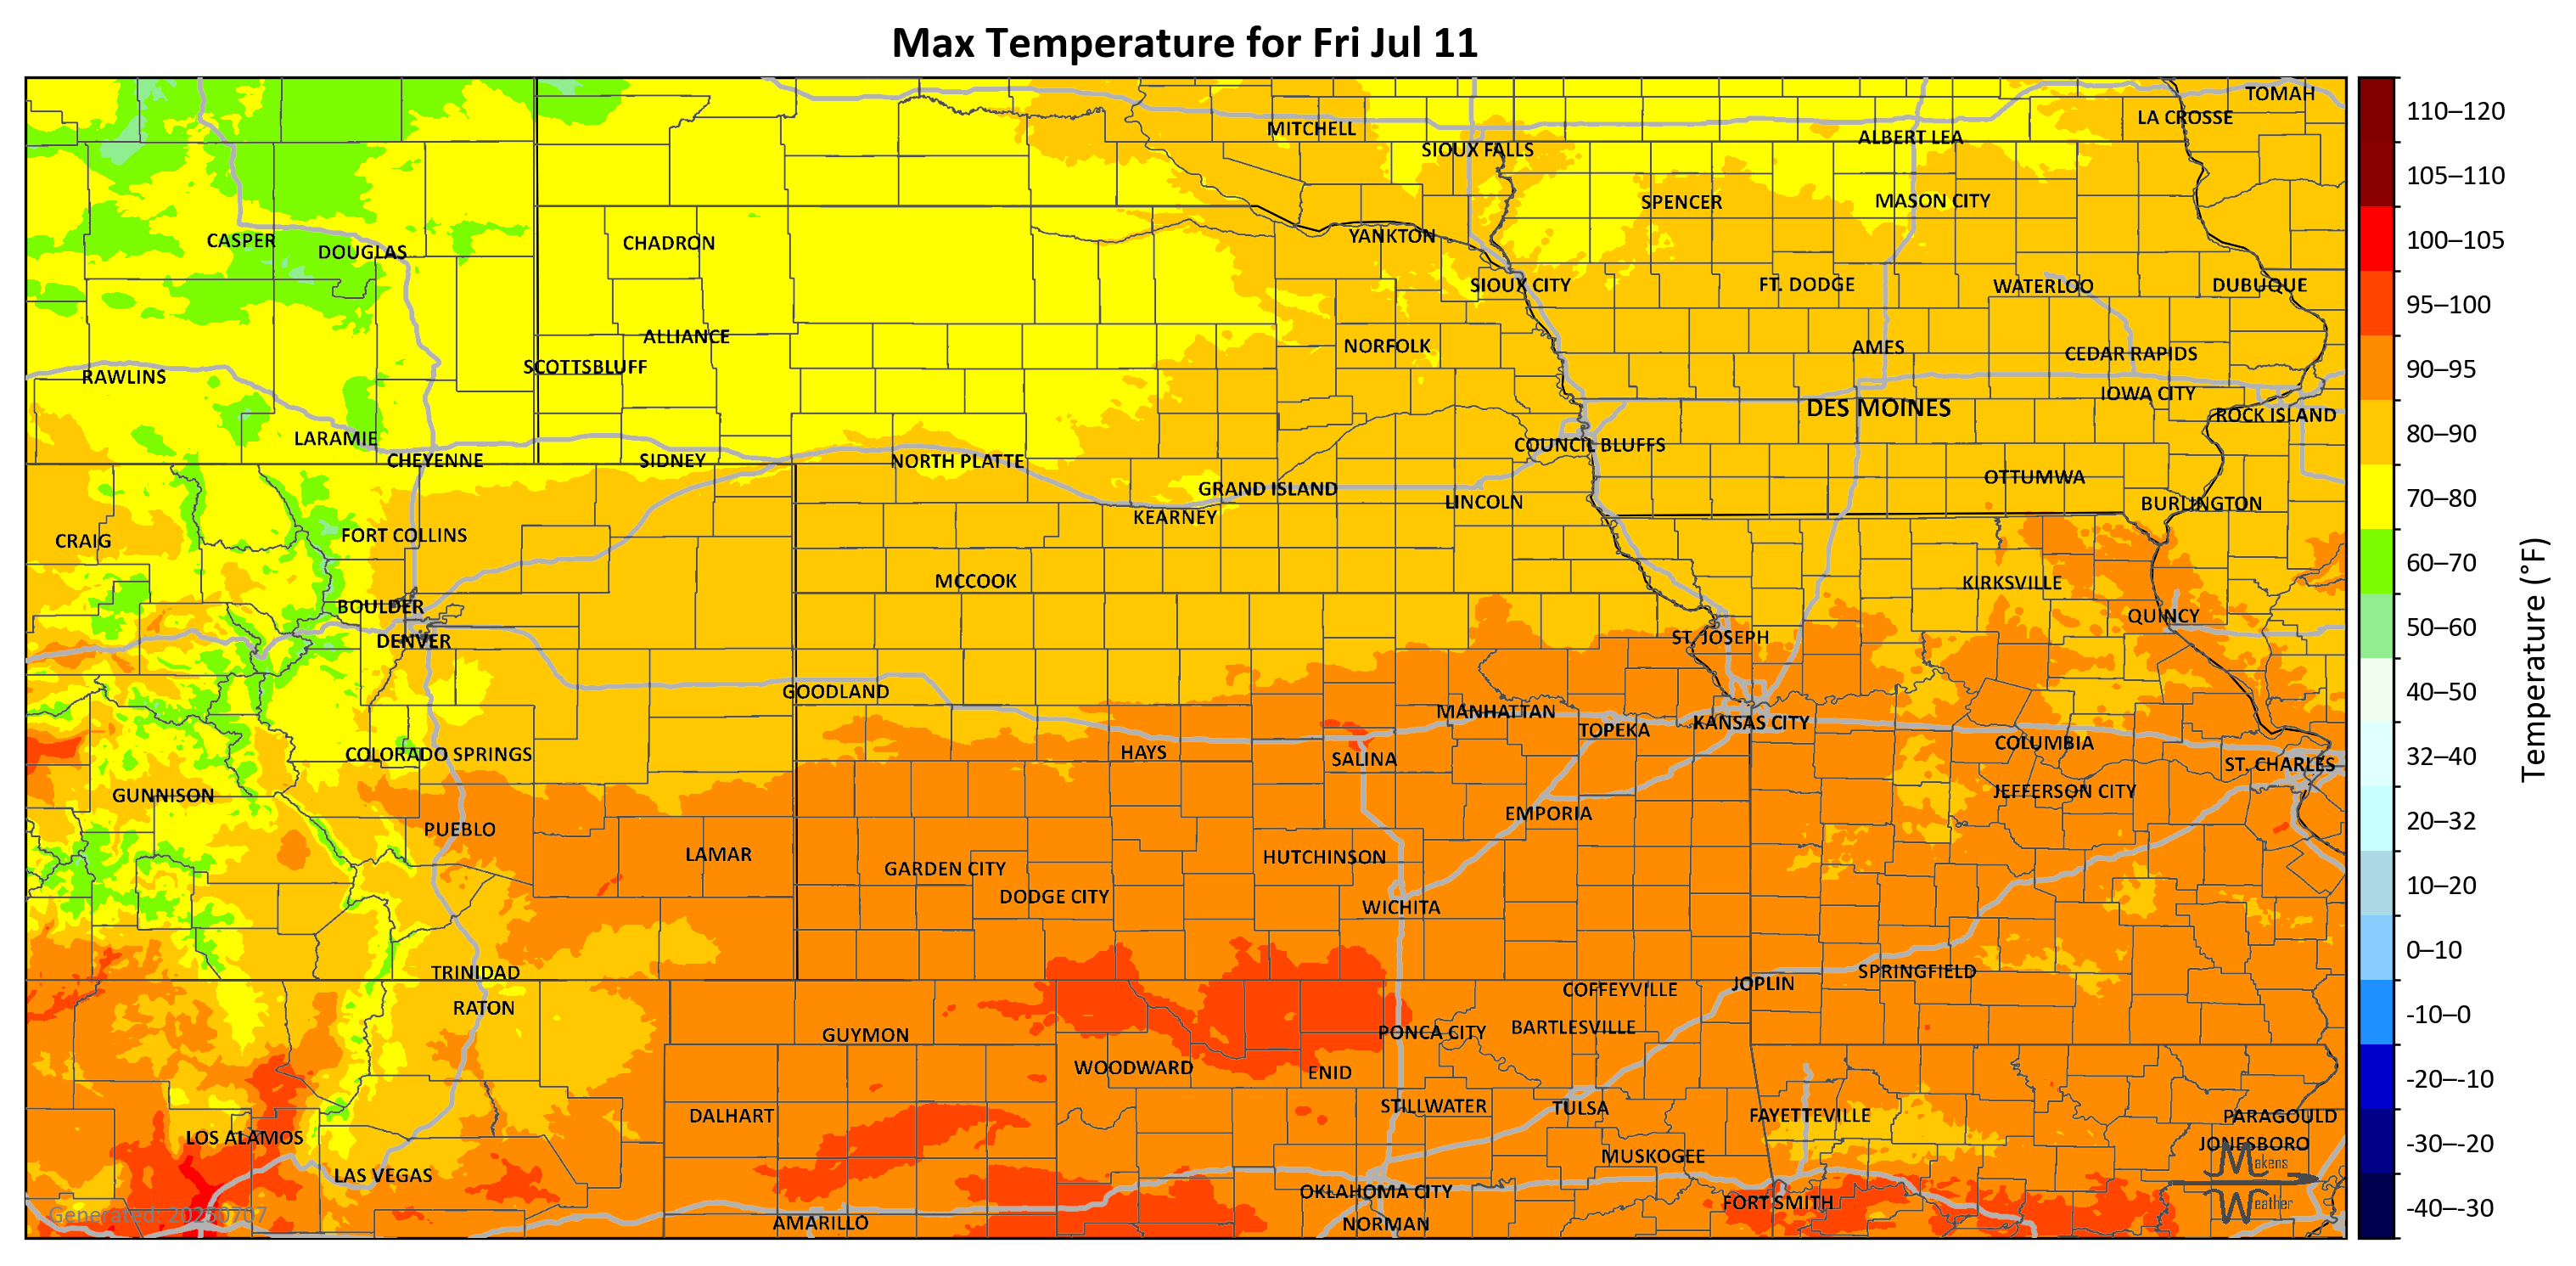 Max Temperature for Fri Jul 11
TOMAH
LA CROSSE
MITCHELL
ALBERT LEA
SIOUX FALLS
SPENCER
MASON CITY
CASPER
DOUGLAS
CHADRON
YANKTON
SIOUX CITY
FT. DODGE
WATERLOO
DUBUQUE
ALLIANCE
NORFOLK
AMES
CEDAR RAPIDS
SCOTTSBLUFF
RAWLINS
IOWA CITY
DES MOINES
ROCK ISLAND
LARAMIE
COUNCIL BLUFFS
CHEYENNE
SIDNEY
NORTH PLATTE
OTTUMWA
GRAND ISLAND
LINCOLN
BURLINGTON
KEARNEY
FORT COLLINS
CRAIG
MCCOOK
KIRKSVILLE
BOULDER
QUINCY
DENVER
ST. JOSEPH
GOODLAND
MANHATTAN
KANSAS CITY
TOPEKA
COLUMBIA
COLORADO SPRINGS
HAYS
SALINA
ST. CHARLES
GUNNISON
JEFFERSON CITY
EMPORIA
PUEBLO
LAMAR
HUTCHINSON
GARDEN CITY
DODGE CITY
WICHITA
TRINIDAD
SPRINGFIELD
JOPLIN
COFFEYVILLE
RATON
BARTLESVILLE
PONCA CITY
GUYMON
WOODWARD
ENID
STILLWATER
TULSA
DALHART
FAYETTEVILLE
PARAGOULD
LOS ALAMOS
JONESBORO
MUSKOGEE
LAS VEGAS
OKLAHOMA CITY
FORT SMITH
AMARILLO
NORMAN
Generated: 20250707
Makens
Weather
110–120
105–110
100–105
95–100
90–95
80–90
70–80
60–70
50–60
40–50
32–40
20–32
10–20
0–10
-10–0
-20–-10
-30–-20
-40–-30
Temperature (°F)